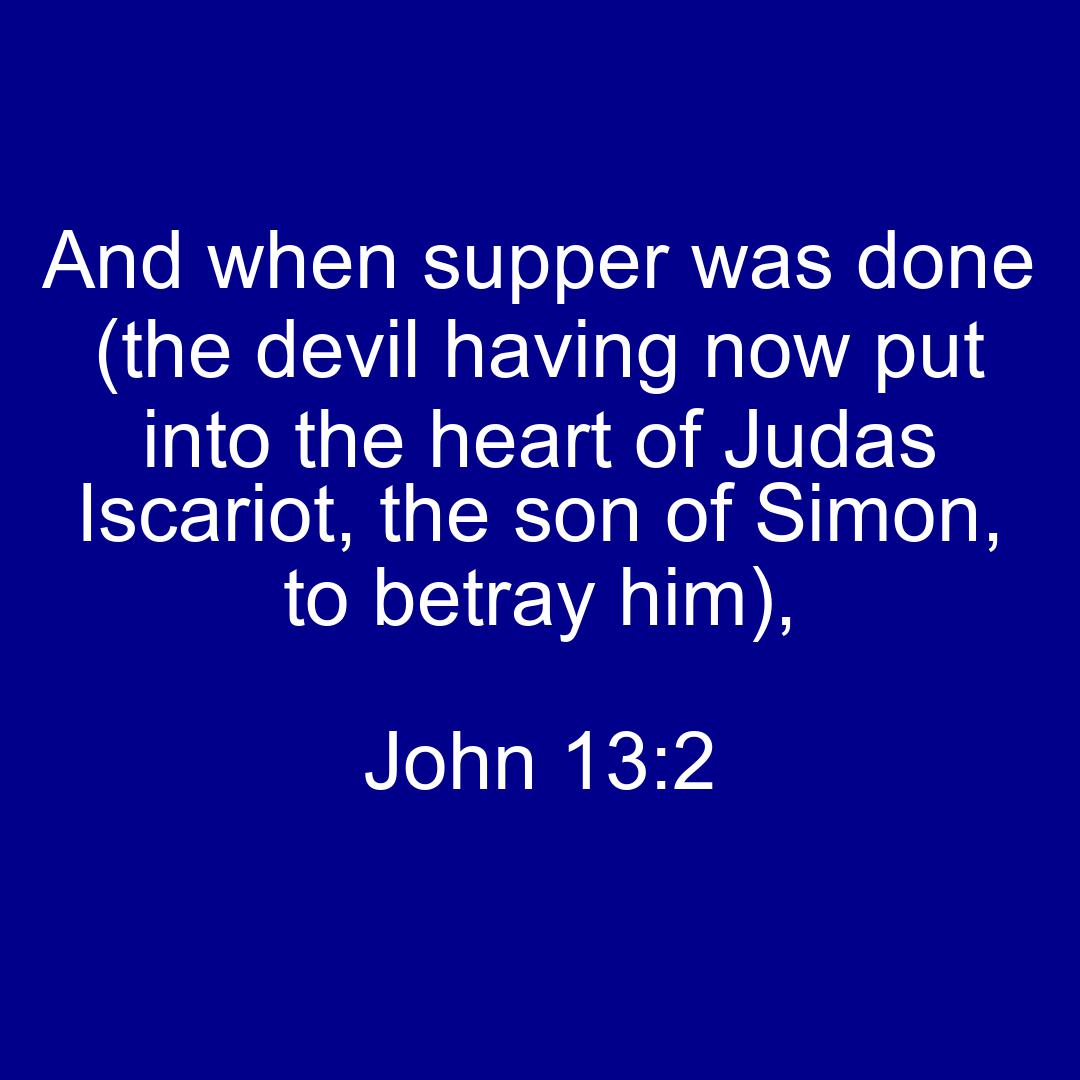 And when supper was done
(the devil having now put
into the heart of Judas
Iscariot, the son of Simon,
to betray him),
John 13:2